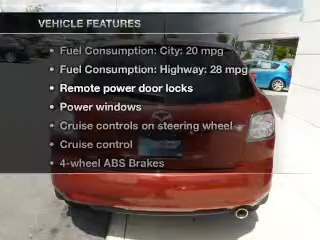 VEHICLE FEATURES
Fuel Consumption: City: 20 mpg
Fuel Consumption: Highway: 28 mpg
Remote power door locks
Power windows
Cruise controls on steering wheel
Cruise control
4-wheel ABS Brakes